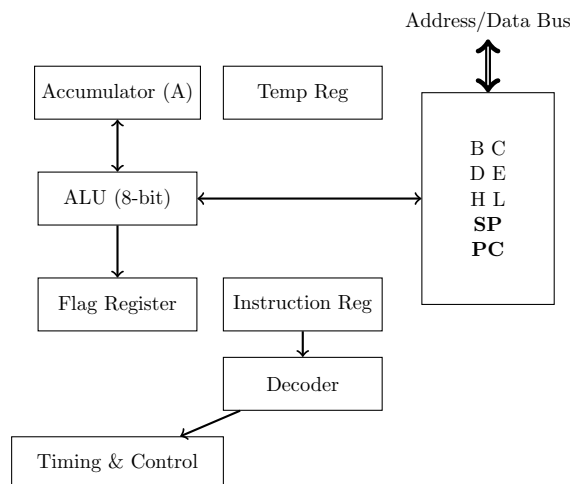 Address/Data Bus
Accumulator (A)
Temp Reg
B C
D E
H L
SP
PC
ALU (8-bit)
Flag Register
Instruction Reg
Decoder
Timing & Control